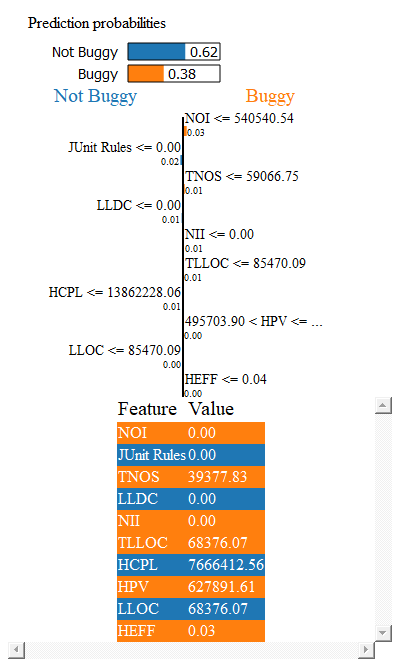 Prediction probabilities
Not Buggy 0.62
Buggy 0.38
Not Buggy Buggy
NOI <= 540540.54
0.03
JUnit Rules <= 0.00
0.02
TNOS <= 59066.75
0.01
LLDC <= 0.00
0.01
NII <= 0.00
0.01
TLLOC <= 85470.09
0.01
HCPL <= 13862228.06
0.01
495703.90 < HPV <= ...
0.00
LLOC <= 85470.09
0.00
HEFF <= 0.04
0.00
Feature Value
NOI 0.00
JUnit Rules 0.00
TNOS 39377.83
LLDC 0.00
NII 0.00
TLLOC 68376.07
HCPL 7666412.56
HPV 627891.61
LLOC 68376.07
HEFF 0.03